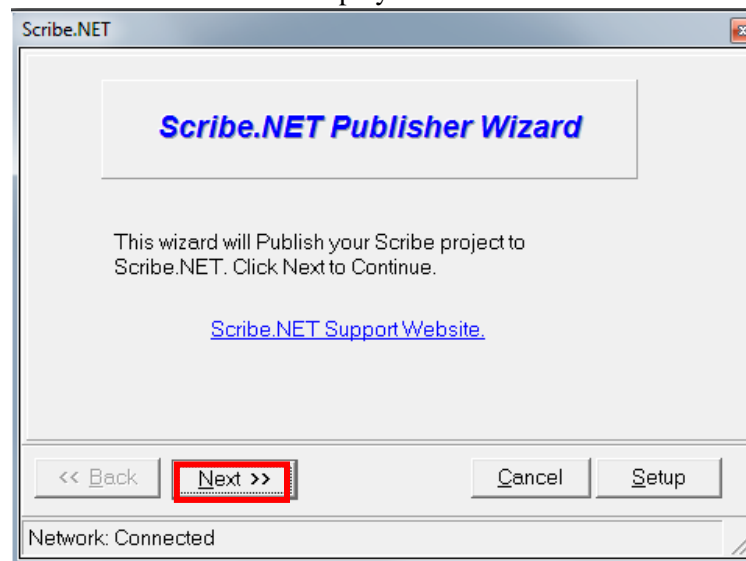 Scribe.NET
Scribe.NET Publisher Wizard
This wizard will Publish your Scribe project to
Scribe.NET. Click Next to Continue.
Scribe.NET Support Website.
<< Back
Next >>
Cancel
Setup
Network: Connected